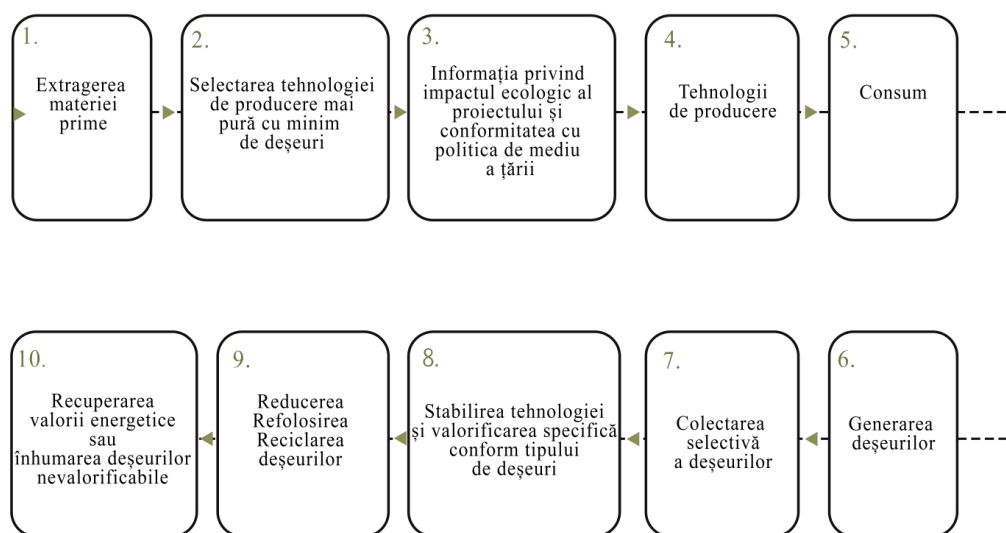 1.
Extragerea
materiei
prime
2.
Selectarea tehnologiei
de producere mai
pură cu minim
de deșeuri
3.
Informația privind
impactul ecologic al
proiectului și
conformitatea cu
politica de mediu
a țării
4.
Tehnologii
de producere
5.
Consum
6.
Generarea
deșeurilor
7.
Colectarea
selectivă
a deșeurilor
8.
Stabilirea tehnologiei
și valorificarea specifică
conform tipului
de deșeuri
9.
Reducerea
Refolosirea
Reciclarea
deșeurilor
10.
Recuperarea
valorii energetice
sau
înhumarea deșeurilor
nevalorificabile